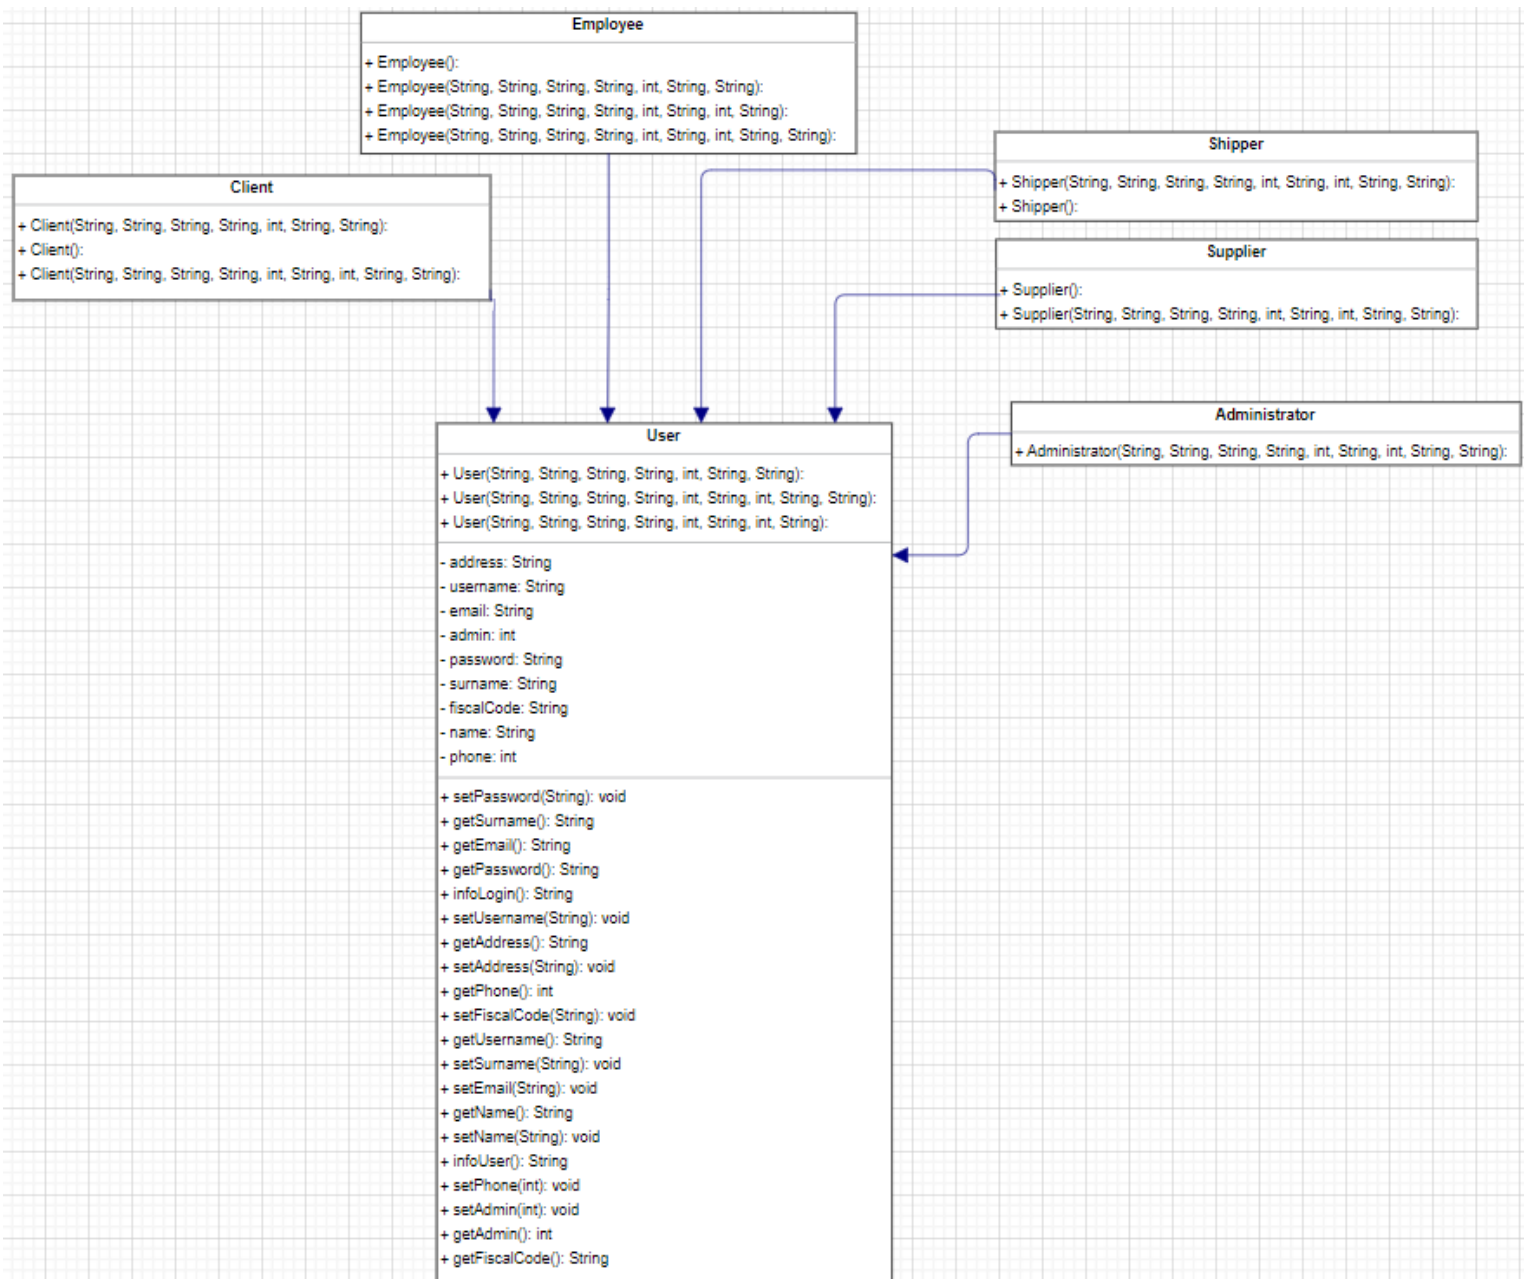 Employee
+ Employee():
+ Employee(String, String, String, String, int, String, String):
+ Employee(String, String, String, String, int, String, int, String):
+ Employee(String, String, String, String, int, String, int, String, String):
Shipper
+ Shipper(String, String, String, String, int, String, int, String, String):
+ Shipper():
Client
+ Client(String, String, String, String, int, String, String):
+ Client():
+ Client(String, String, String, String, int, String, int, String, String):
Supplier
+ Supplier():
+ Supplier(String, String, String, String, int, String, int, String, String):
Administrator
+ Administrator(String, String, String, String, int, String, int, String, String):
User
+ User(String, String, String, String, int, String, String):
+ User(String, String, String, String, int, String, int, String, String):
+ User(String, String, String, String, int, String, int, String):
- address: String
- username: String
- email: String
- admin: int
- password: String
- surname: String
- fiscalCode: String
- name: String
- phone: int
+ setPassword(String): void
+ getSurname(): String
+ getEmail(): String
+ getPassword(): String
+ infoLogin(): String
+ setUsername(String): void
+ getAddress(): String
+ setAddress(String): void
+ getPhone(): int
+ setFiscalCode(String): void
+ getUsername(): String
+ setSurname(String): void
+ setEmail(String): void
+ getName(): String
+ setName(String): void
+ infoUser(): String
+ setPhone(int): void
+ setAdmin(int): void
+ getAdmin(): int
+ getFiscalCode(): String